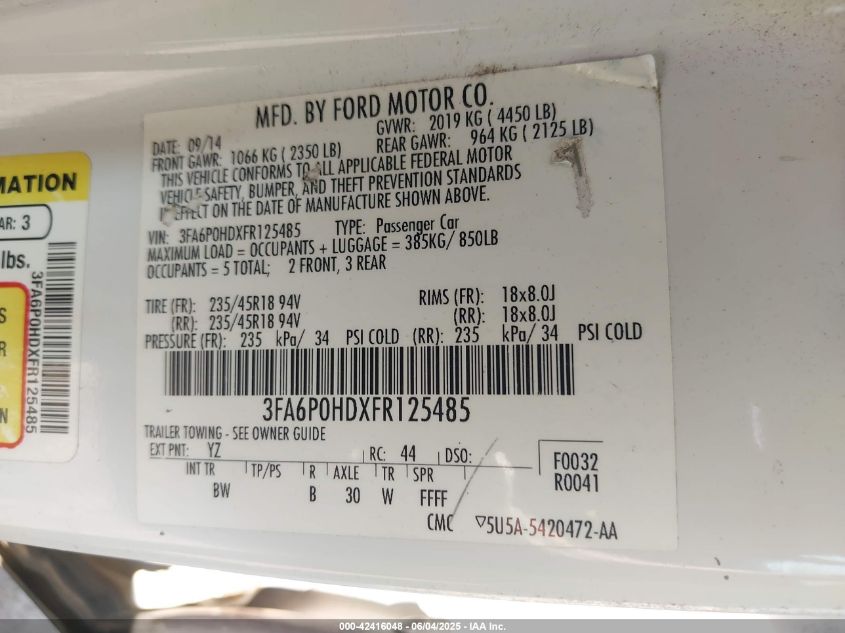 MFD. BY FORD MOTOR CO.
DATE: 09/14 GVWR: 2019 KG ( 4450 LB)
FRONT GAWR: 1066 KG ( 2350 LB) REAR GAWR: 964 KG ( 2125 LB)
THIS VEHICLE CONFORMS TO ALL APPLICABLE FEDERAL MOTOR
VEHICLE SAFETY, BUMPER, AND THEFT PREVENTION STANDARDS
IN EFFECT ON THE DATE OF MANUFACTURE SHOWN ABOVE.
VIN: 3FA6P0HDXFR125485 TYPE: Passenger Car
MAXIMUM LOAD = OCCUPANTS + LUGGAGE = 385KG/ 850LB
OCCUPANTS = 5 TOTAL; 2 FRONT, 3 REAR
TIRE (FR): 235/45R18 94V RIMS (FR): 18x8.0J
(RR): 235/45R18 94V (RR): 18x8.0J
PRESSURE (FR): 235 kPa/ 34 PSI COLD (RR): 235 kPa/ 34 PSI COLD
3FA6P0HDXFR125485
TRAILER TOWING - SEE OWNER GUIDE
EXT PNT: YZ RC: 44 DSO:
INT TR TP/PS R AXLE TR SPR
BW B 30 W FFFF
F0032
R0041
CMC ▽5U5A-5420472-AA
MATION
AR: 3
lbs.
S
R
N
3FA6P0HDXFR125485
000-42416048 - 06/04/2025 - IAA Inc.